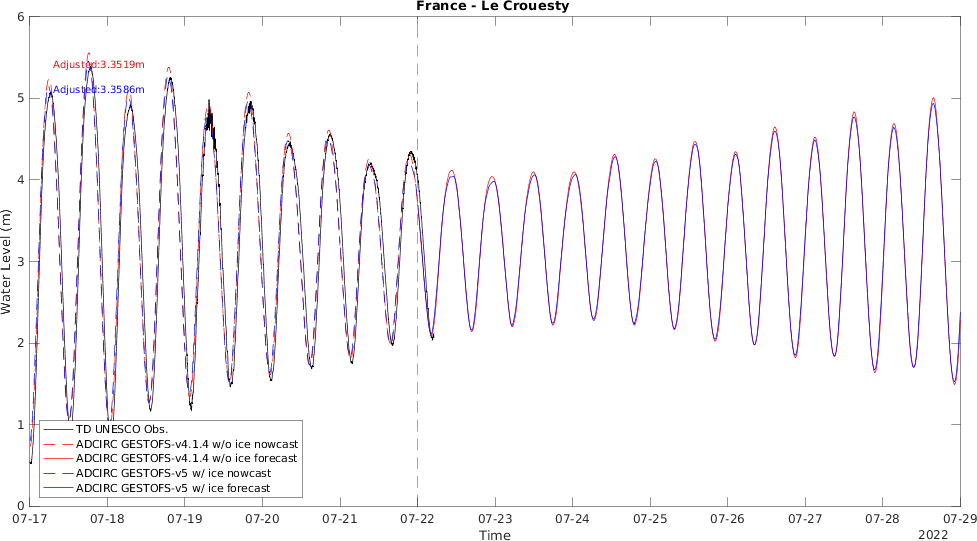 France - Le Crouesty
6
5
4
3
2
1
0
Water Level (m)
Adjusted:3.3519m
Adjusted:3.3586m
TD UNESCO Obs.
ADCIRC GESTOFS-v4.1.4 w/o ice nowcast
ADCIRC GESTOFS-v4.1.4 w/o ice forecast
ADCIRC GESTOFS-v5 w/ ice nowcast
ADCIRC GESTOFS-v5 w/ ice forecast
07-17 07-18 07-19 07-20 07-21 07-22 07-23 07-24 07-25 07-26 07-27 07-28 07-29
Time
2022